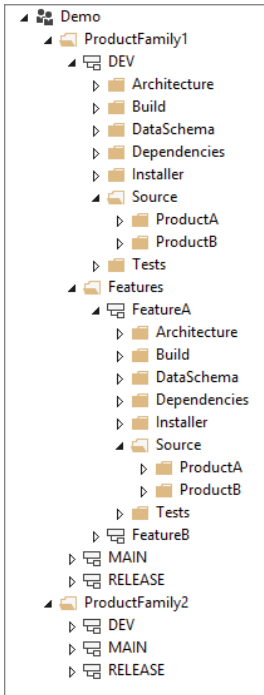 Demo
ProductFamily1
DEV
Architecture
Build
DataSchema
Dependencies
Installer
Source
ProductA
ProductB
Tests
Features
FeatureA
Architecture
Build
DataSchema
Dependencies
Installer
Source
ProductA
ProductB
Tests
FeatureB
MAIN
RELEASE
ProductFamily2
DEV
MAIN
RELEASE